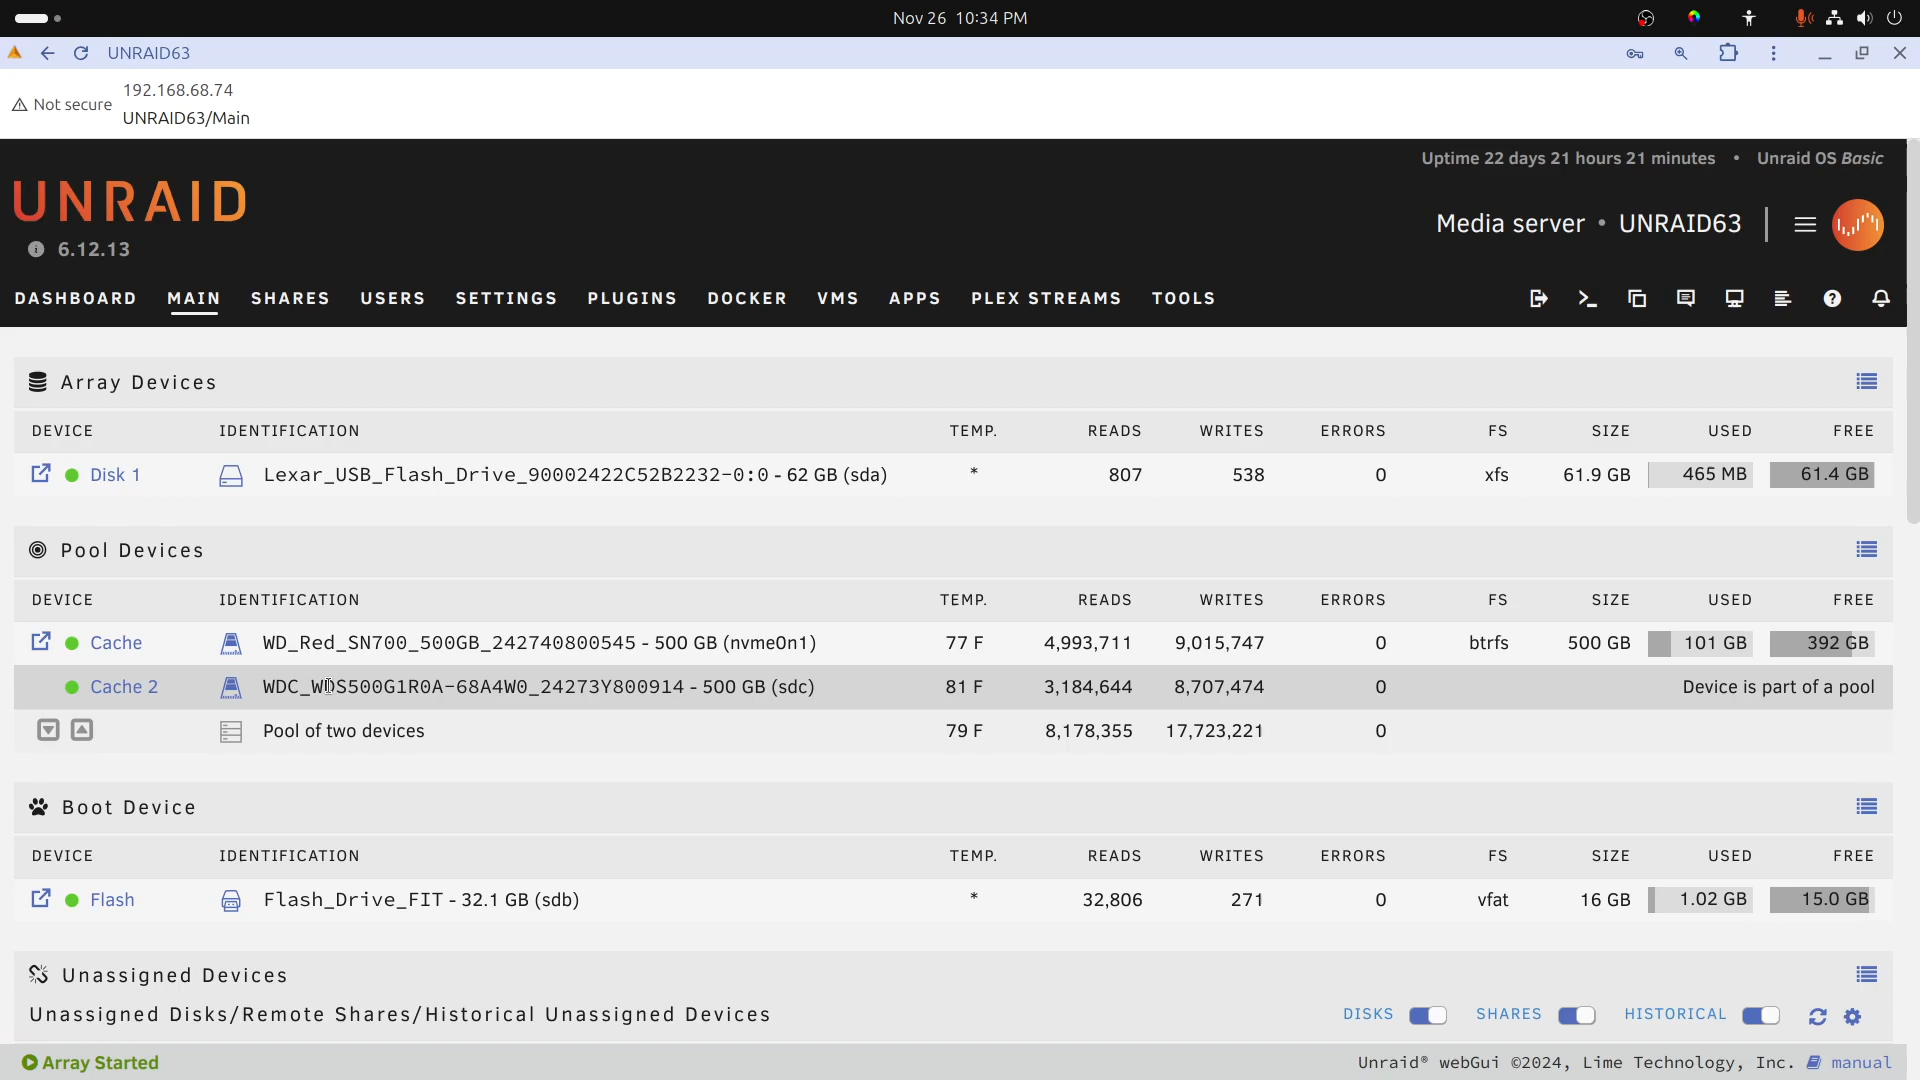 Nov 26 10:34 PM
UNRAID63
Not secure
192.168.68.74
UNRAID63/Main
Uptime 22 days 21 hours 21 minutes • Unraid OS Basic
UNRAID
6.12.13
Media server • UNRAID63
DASHBOARD MAIN SHARES USERS SETTINGS PLUGINS DOCKER VMS APPS PLEX STREAMS TOOLS
Array Devices
DEVICE IDENTIFICATION TEMP. READS WRITES ERRORS FS SIZE USED FREE
Disk 1 Lexar_USB_Flash_Drive_90002422C52B2232-0:0 - 62 GB (sda) * 807 538 0 xfs 61.9 GB 465 MB 61.4 GB
Pool Devices
DEVICE IDENTIFICATION TEMP. READS WRITES ERRORS FS SIZE USED FREE
Cache WD_Red_SN700_500GB_242740800545 - 500 GB (nvme0n1) 77 F 4,993,711 9,015,747 0 btrfs 500 GB 101 GB 392 GB
Cache 2 WDC_WDS500G1R0A-68A4W0_24273Y800914 - 500 GB (sdc) 81 F 3,184,644 8,707,474 0 Device is part of a pool
Pool of two devices 79 F 8,178,355 17,723,221 0
Boot Device
DEVICE IDENTIFICATION TEMP. READS WRITES ERRORS FS SIZE USED FREE
Flash Flash_Drive_FIT - 32.1 GB (sdb) * 32,806 271 0 vfat 16 GB 1.02 GB 15.0 GB
Unassigned Devices
Unassigned Disks/Remote Shares/Historical Unassigned Devices DISKS SHARES HISTORICAL
Array Started
Unraid® webGui ©2024, Lime Technology, Inc. manual